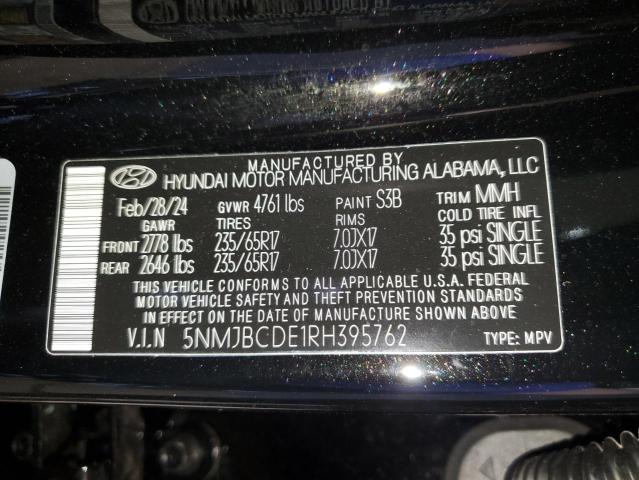 MANUFACTURED BY
HYUNDAI MOTOR MANUFACTURING ALABAMA, LLC
Feb/28/24 GVWR 4761 lbs PAINT S3B TRIM MMH
GAWR TIRES RIMS COLD TIRE INFL
FRONT 2778 lbs 235/65R17 7.0JX17 35 psi SINGLE
REAR 2646 lbs 235/65R17 7.0JX17 35 psi SINGLE
THIS VEHICLE CONFORMS TO ALL APPLICABLE U.S.A. FEDERAL
MOTOR VEHICLE SAFETY AND THEFT PREVENTION STANDARDS
IN EFFECT ON THE DATE OF MANUFACTURE SHOWN ABOVE
V.I.N 5NMJBCDE1RH395762 TYPE: MPV